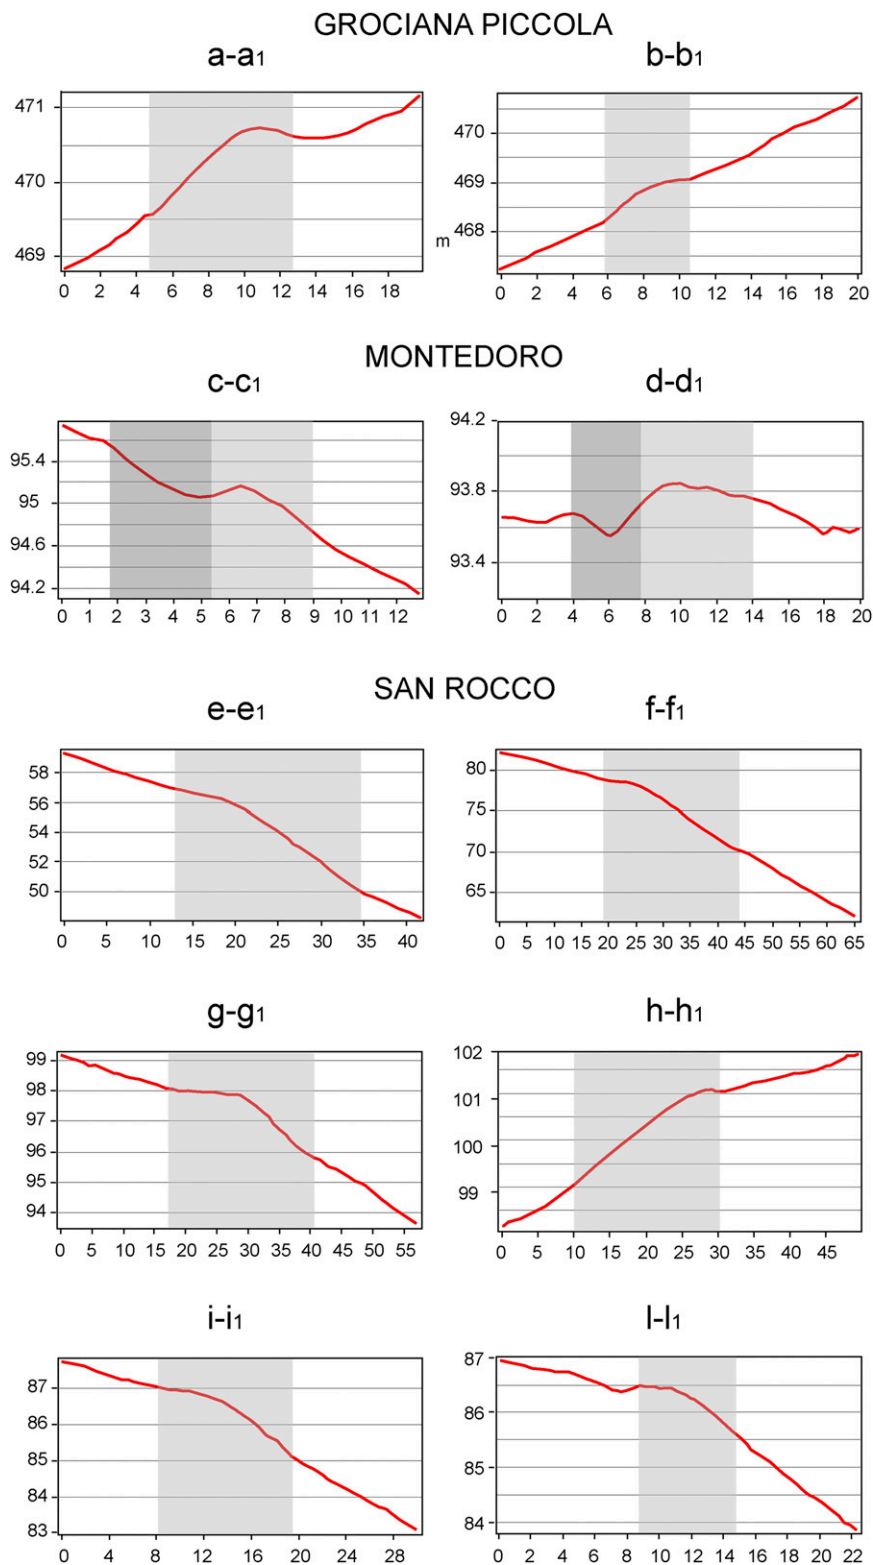 GROCIANA PICCOLA
a-a1
b-b1
471
470
469
0 2 4 6 8 10 12 14 16 18
m
470
469
468
0 2 4 6 8 10 12 14 16 18 20
MONTEDORO
c-c1
d-d1
95.4
95
94.6
94.2
0 1 2 3 4 5 6 7 9 10 11 12
94.2
93.8
93.4
0 2 4 6 8 10 12 14 16 18 20
SAN ROCCO
e-e1
f-f1
58
56
54
52
50
0 10 15 20 25 30 35 40
80
75
70
65
0 5 10 15 20 25 30 35 40 45 50 55 60 65
g-g1
h-h1
99
98
97
96
95
94
0 5 10 15 20 25 30 35 40 45 50 55
102
101
100
99
0 5 10 15 20 25 30 35 40 45
i-i1
l-l1
87
86
85
84
83
0 4 8 12 16 20 24 28
87
86
85
84
0 2 4 6 8 10 12 14 16 18 20 22